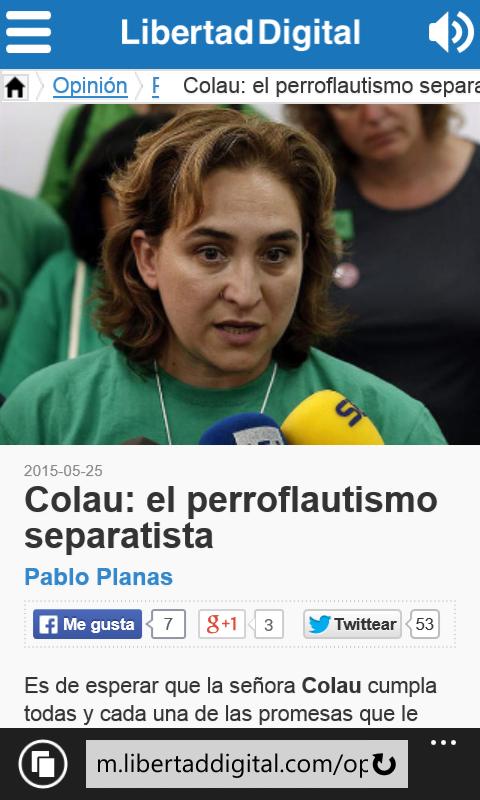 LibertadDigital
Opinión
Colau: el perroflautismo separa
2015-05-25
Colau: el perroflautismo
separatista
Pablo Planas
Me gusta 7 g+1 3 Twittear 53
Es de esperar que la señora Colau cumpla
todas y cada una de las promesas que le
m.libertaddigital.com/op